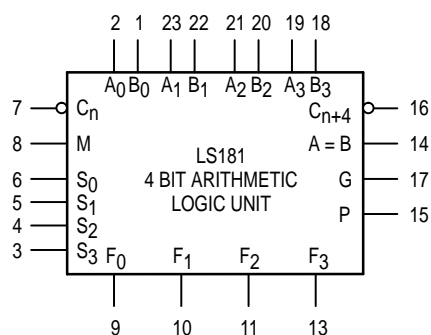 2 1 23 22 21 20 19 18
A0 B0 A1 B1 A2 B2 A3 B3
7 Cn Cn+4 16
8 M LS181 A = B 14
6 S0 4 BIT ARITHMETIC G 17
5 S1 LOGIC UNIT
4 S2 P 15
3 S3 F0 F1 F2 F3
9 10 11 13